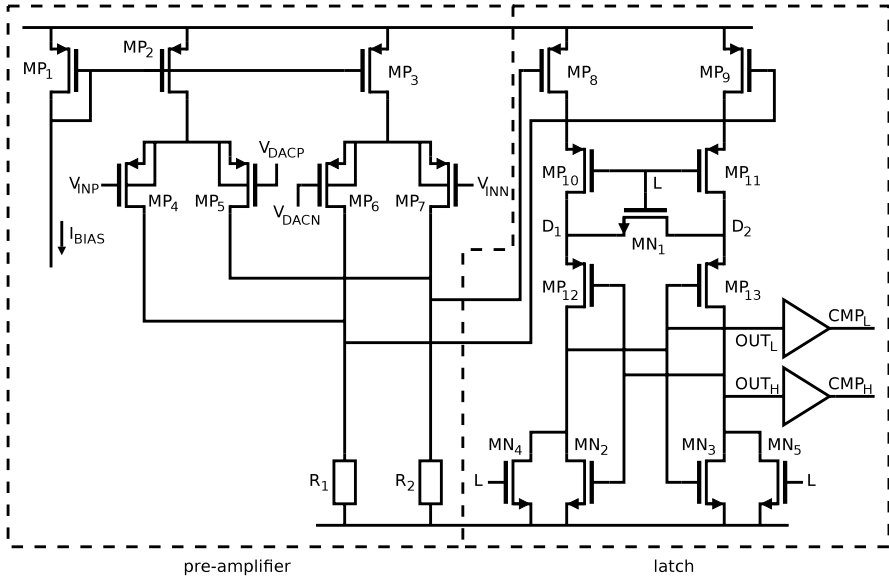 MP1
MP2
MP3
MP8
MP9
VINP
MP4
MP5
VDACP
VDACN
MP6
MP7
VINN
MP10
L
MP11
IBIAS
D1
MN1
D2
MP12
MP13
OUTL
CMPL
OUTH
CMPH
R1
R2
MN4
MN2
MN3
MN5
L
L
pre-amplifier
latch